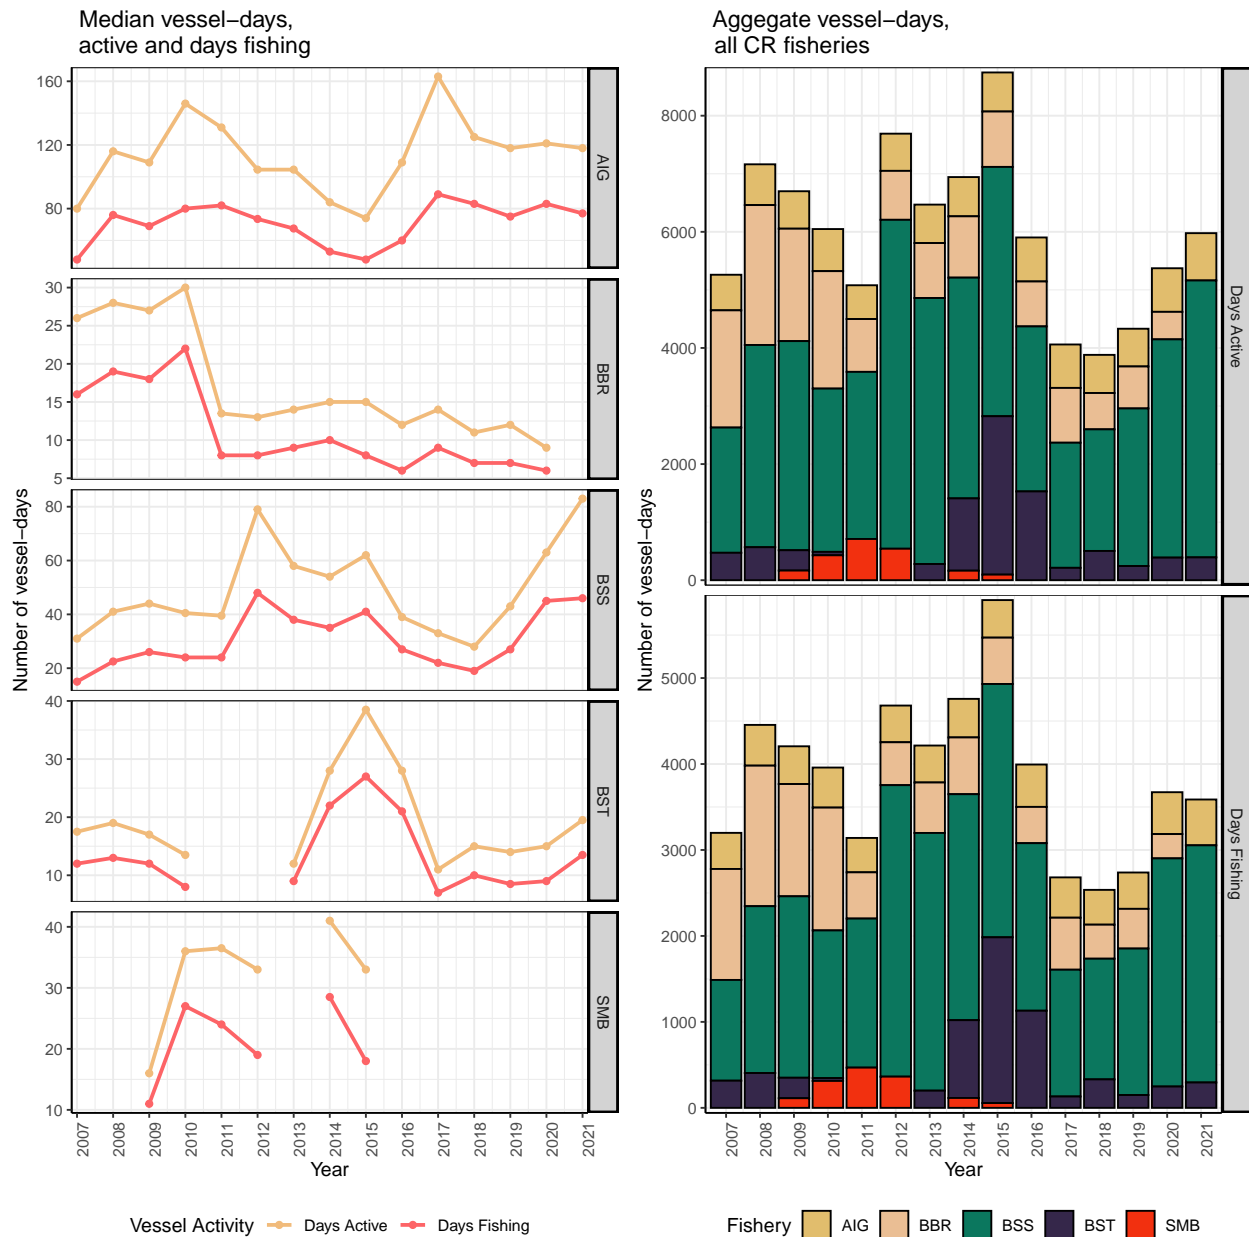 Median vessel−days,
active and days fishing
Number of vessel−days
160
120
80
AIG
30
25
20
15
10
5
BBR
80
60
40
20
BSS
40
30
20
10
BST
40
30
20
10
SMB
2007
2008
2009
2010
2011
2012
2013
2014
2015
2016
2017
2018
2019
2020
2021
Year
Vessel Activity
Days Active
Days Fishing
Aggegate vessel−days,
all CR fisheries
Number of vessel−days
8000
6000
4000
2000
0
Days Active
5000
4000
3000
2000
1000
0
Days Fishing
2007
2008
2009
2010
2011
2012
2013
2014
2015
2016
2017
2018
2019
2020
2021
Year
Fishery
AIG
BBR
BSS
BST
SMB